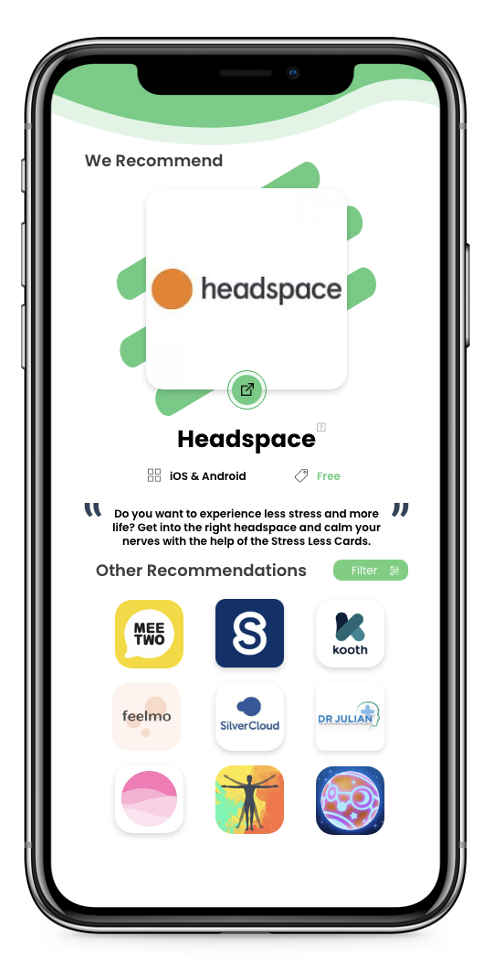 We Recommend
headspace
Headspace
?
iOS & Android
Free
“ Do you want to experience less stress and more ”
life? Get into the right headspace and calm your
nerves with the help of the Stress Less Cards.
Other Recommendations
Filter
MEE
TWO
S
kooth
feelmo
SilverCloud
DR JULIAN